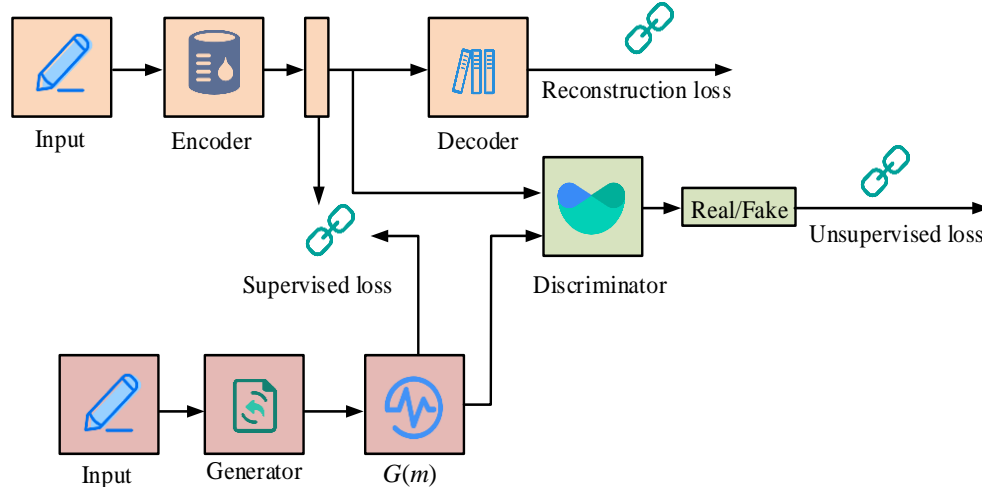 Reconstruction loss
Input
Encoder
Decoder
Real/Fake
Unsupervised loss
Supervised loss
Discriminator
Input
Generator
G(m)